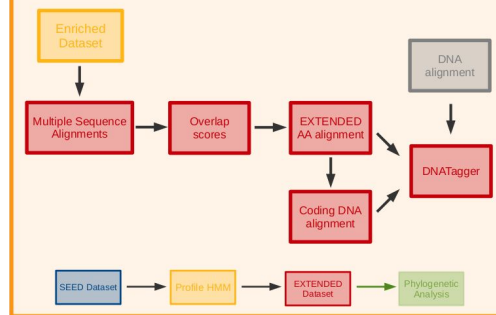 Enriched
Dataset
DNA
alignment
Multiple Sequence
Alignments
Overlap
scores
EXTENDED
AA alignment
DNATagger
Coding DNA
alignment
SEED Dataset
Profile HMM
EXTENDED
Dataset
Phylogenetic
Analysis